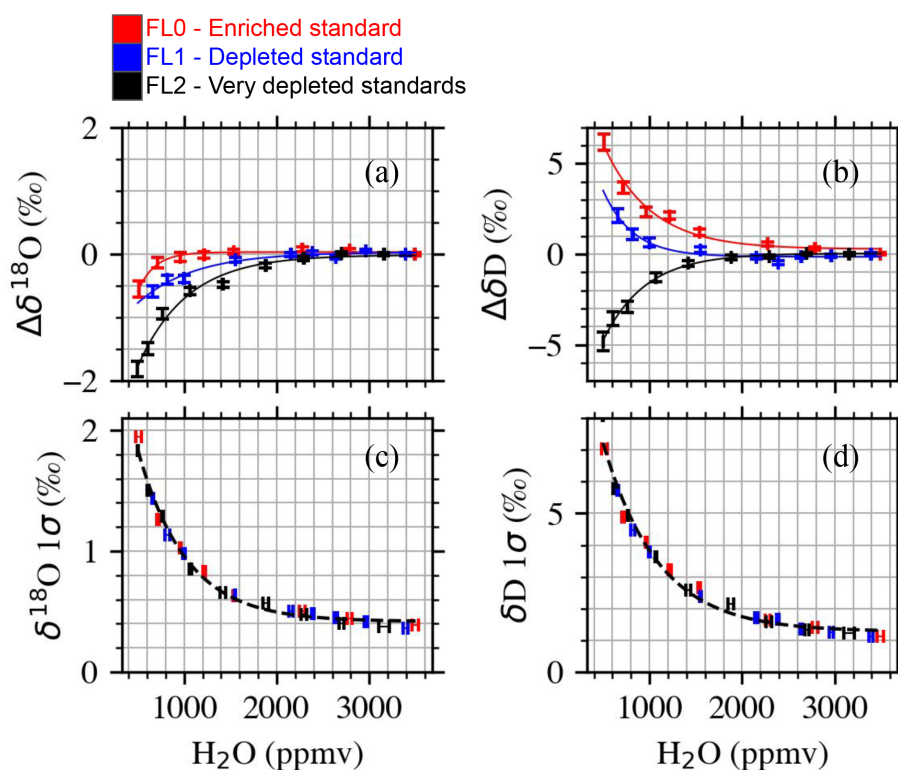 FL0 - Enriched standard
FL1 - Depleted standard
FL2 - Very depleted standards
2
0
−2
Δδ¹⁸O (‰)
(a)
5
0
−5
ΔδD (‰)
(b)
2
1
0
δ¹⁸O 1σ (‰)
(c)
1000 2000 3000
H₂O (ppmv)
5
0
δD 1σ (‰)
(d)
1000 2000 3000
H₂O (ppmv)